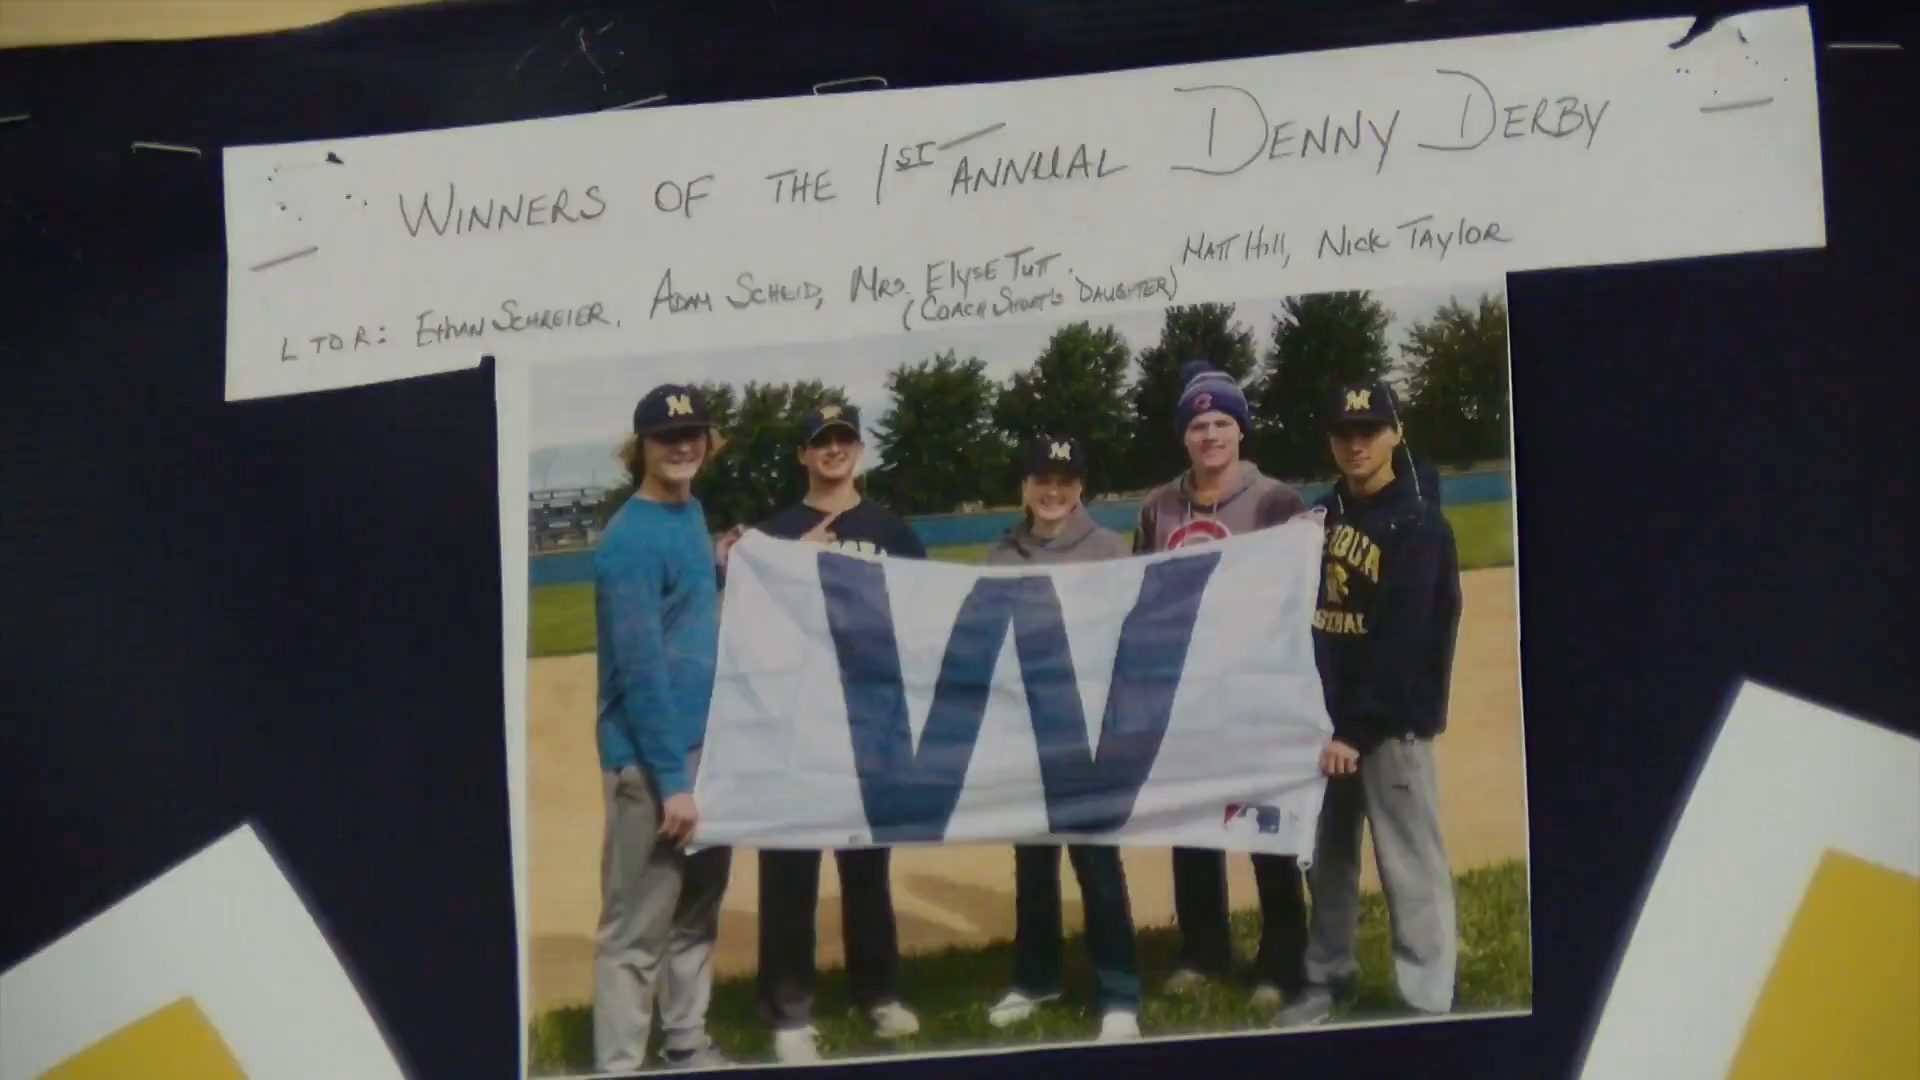 WINNERS OF THE 1ST ANNUAL DENNY DERBY
L TO R: ETHAN SCHREIER, ADAM SCHEID, MRS. ELYSE TUTT. MATT Hill, NICK TAYLOR
(COACH SHORT'S DAUGHTER)
M
M
M
C
M
W